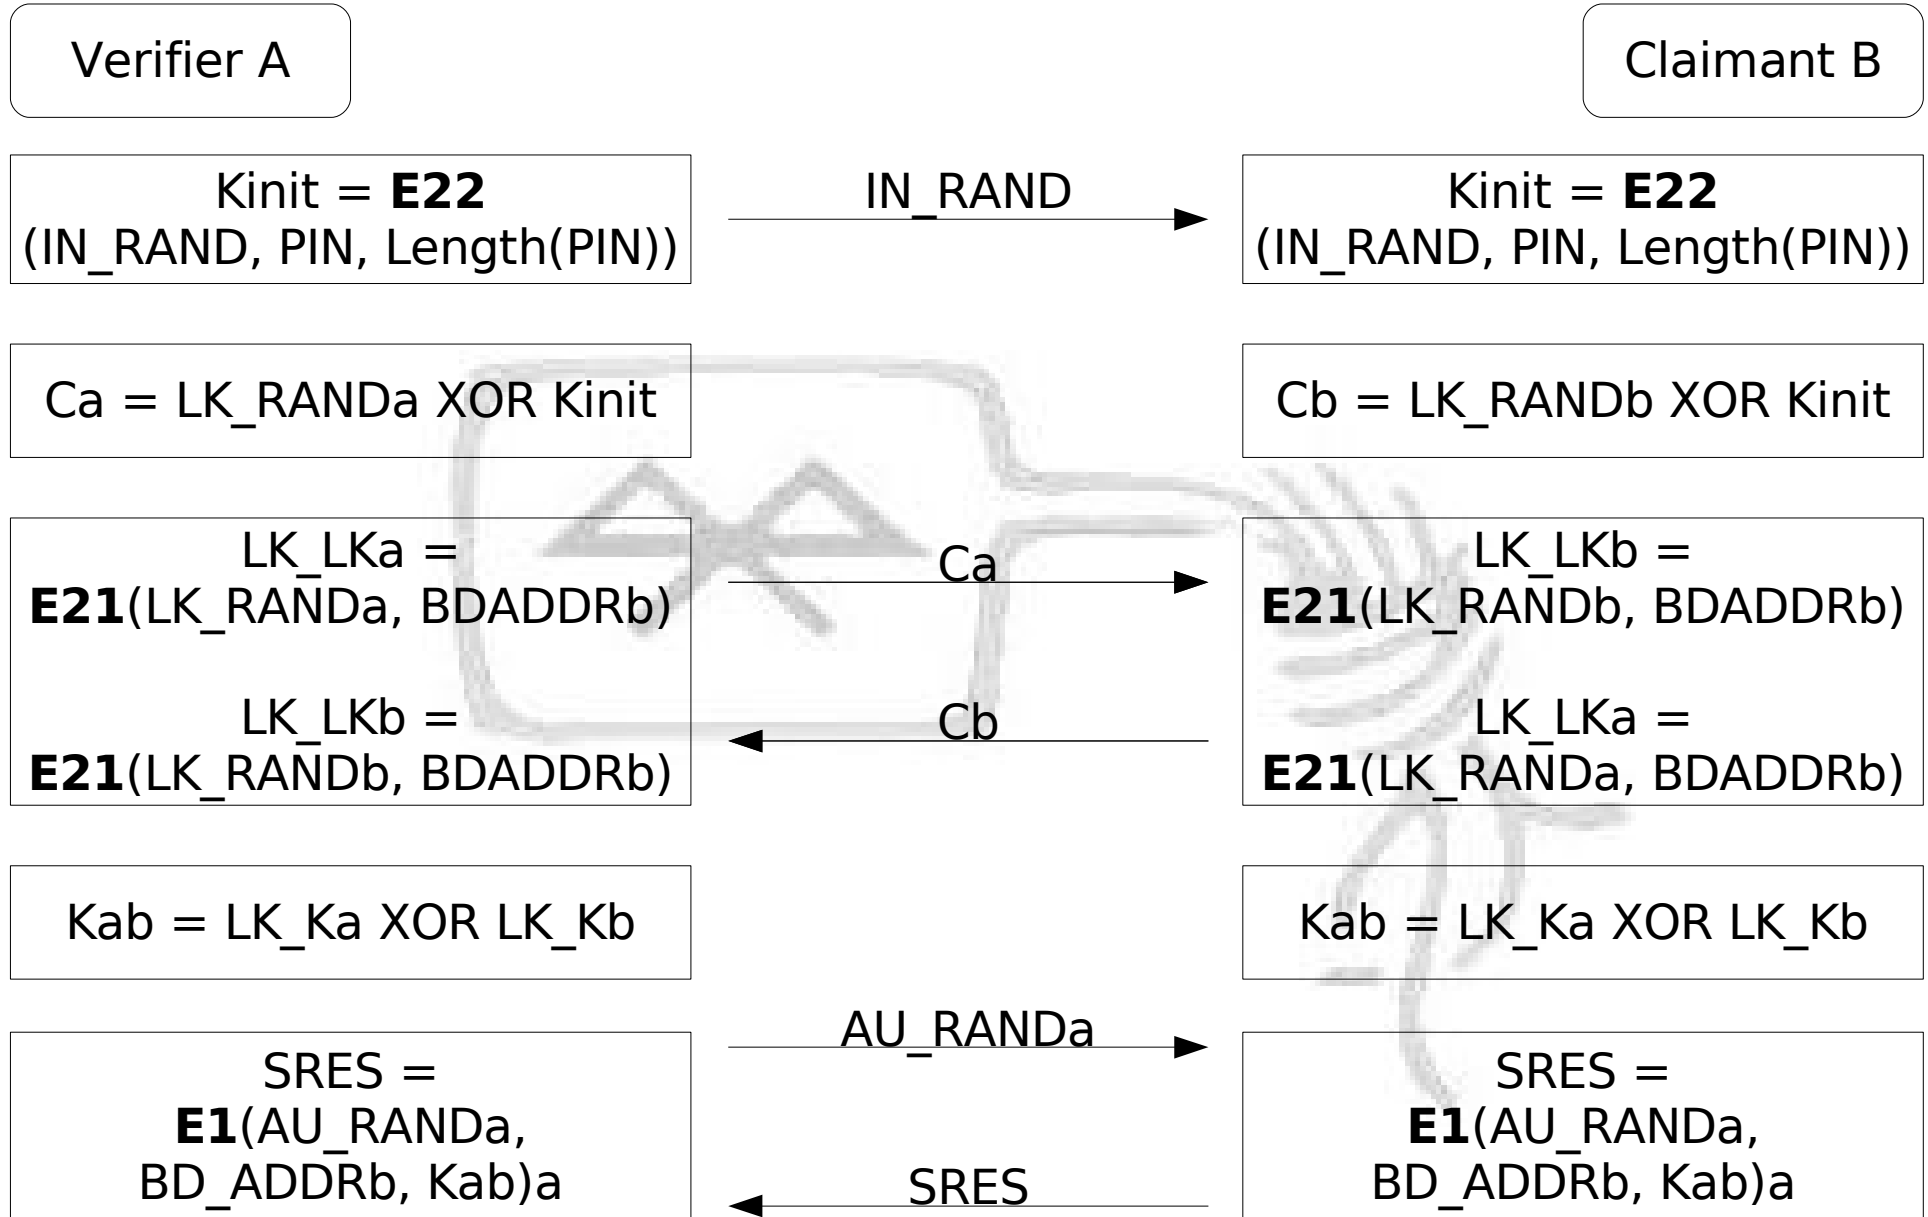 Verifier A
Claimant B
Kinit = E22
(IN_RAND, PIN, Length(PIN))
IN_RAND
Kinit = E22
(IN_RAND, PIN, Length(PIN))
Ca = LK_RANDa XOR Kinit
Cb = LK_RANDb XOR Kinit
LK_LKa =
E21(LK_RANDa, BDADDRb)
LK_LKb =
E21(LK_RANDb, BDADDRb)
Ca
Cb
LK_LKb =
E21(LK_RANDb, BDADDRb)
LK_LKa =
E21(LK_RANDa, BDADDRb)
Kab = LK_Ka XOR LK_Kb
Kab = LK_Ka XOR LK_Kb
SRES =
E1(AU_RANDa,
BD_ADDRb, Kab)a
AU_RANDa
SRES
SRES =
E1(AU_RANDa,
BD_ADDRb, Kab)a